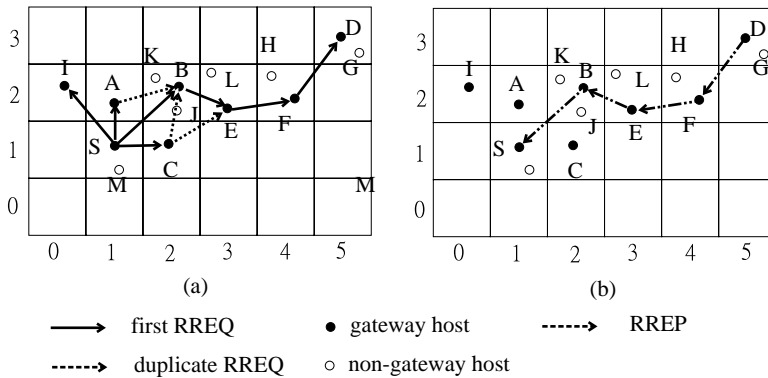 3 D
K H G
I A B L
2
J E F
S
1 C
M M
0
0 1 2 3 4 5
(a)
3 D
K H G
I A B L
2
J E F
S
1 C
M
0
0 1 2 3 4 5
(b)
first RREQ gateway host RREP
duplicate RREQ non-gateway host